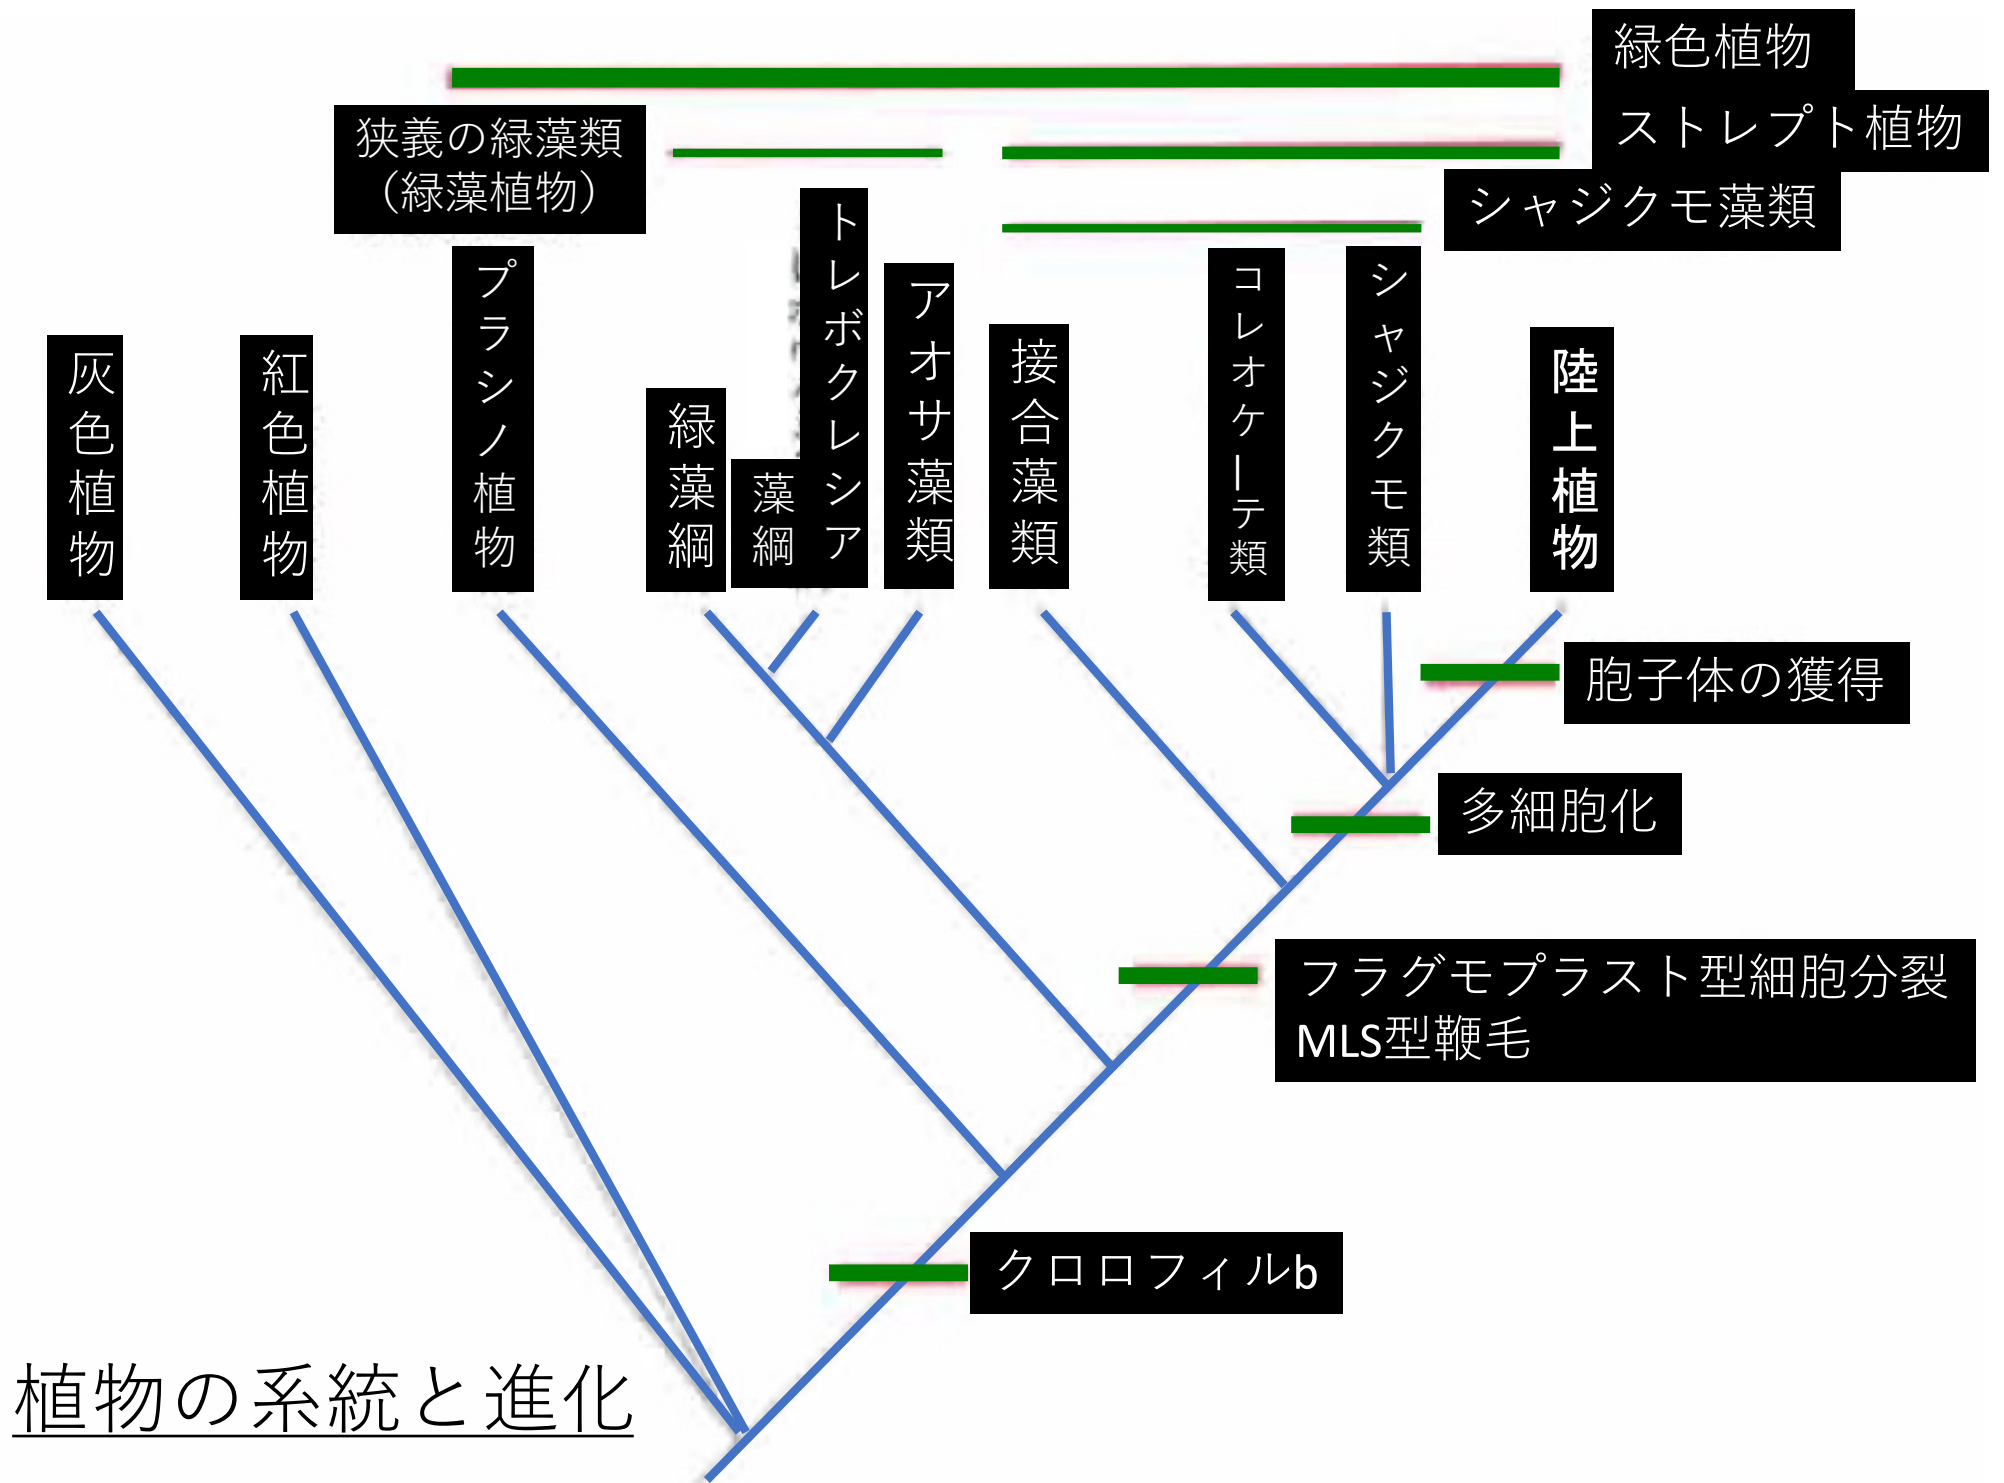 緑色植物
ストレプト植物
狭義の緑藻類
（緑藻植物）
シャジクモ藻類
灰色植物
紅色植物
プラシノ植物
緑藻綱
トレボクレシア
藻綱
アオサ藻類
接合藻類
コレオケーテ類
シャジクモ類
陸上植物
胞子体の獲得
多細胞化
フラグモプラスト型細胞分裂
MLS型鞭毛
クロロフィルb
植物の系統と進化